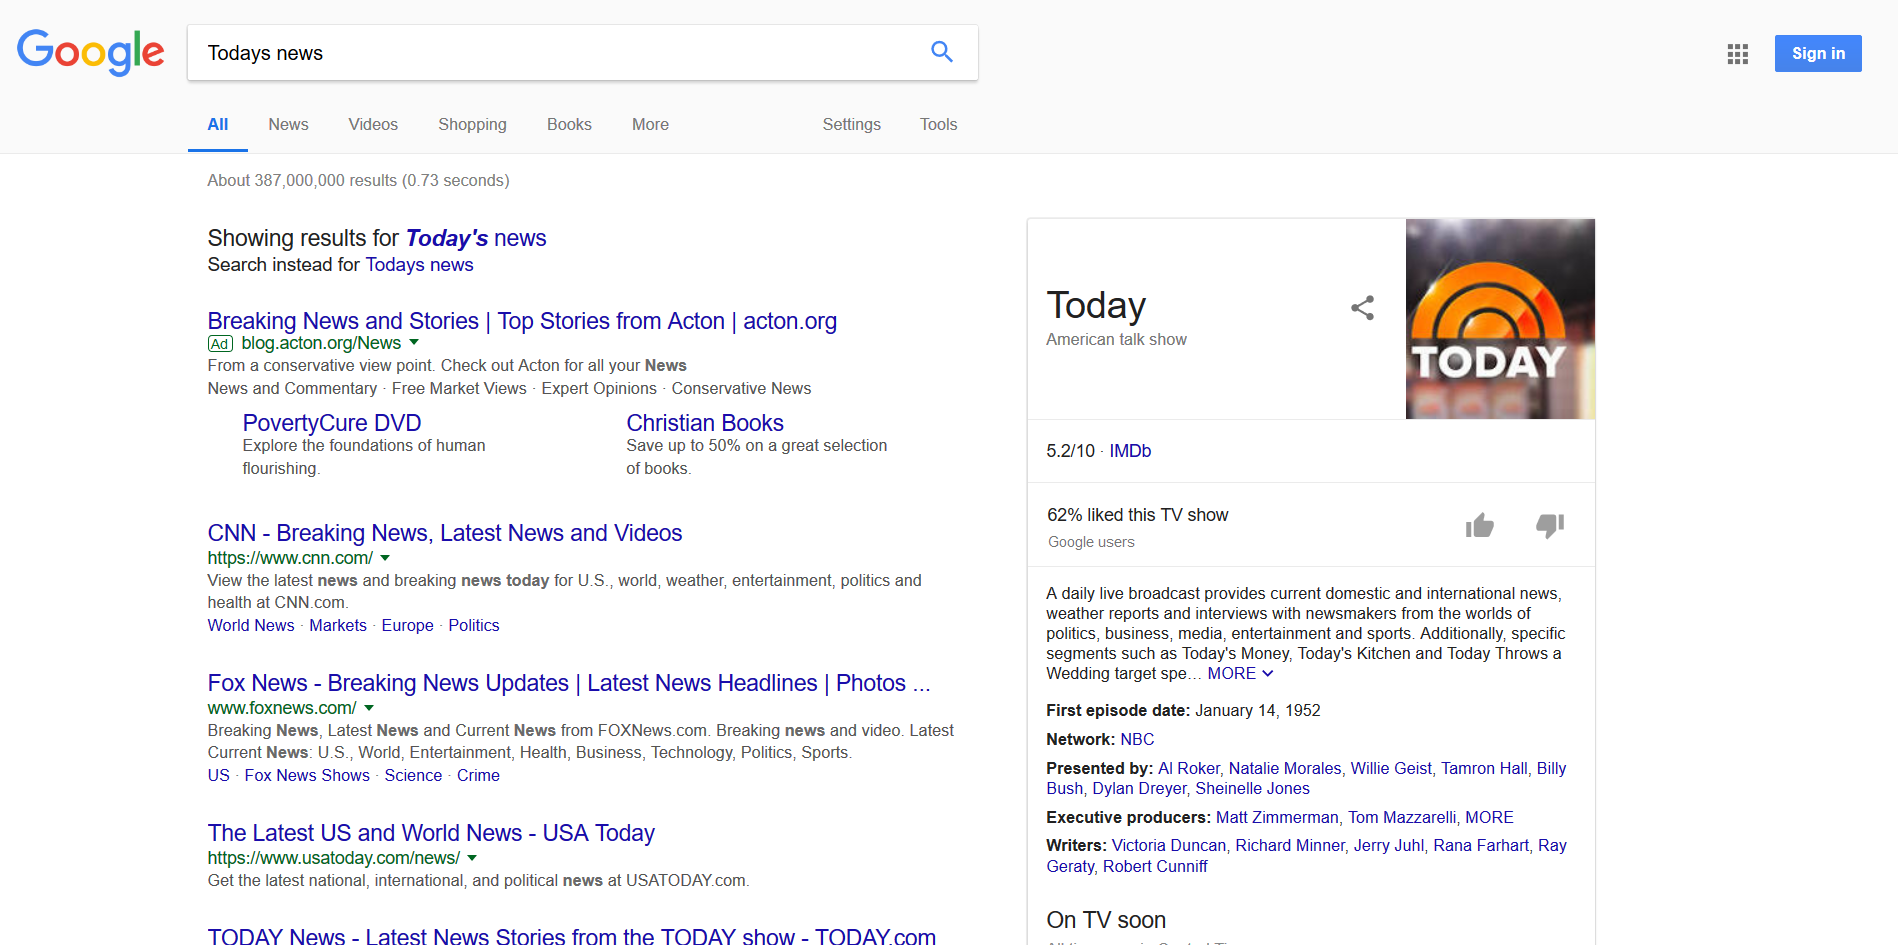 Google
Todays news
Sign in
All News Videos Shopping Books More Settings Tools
About 387,000,000 results (0.73 seconds)
Showing results for Today's news
Search instead for Todays news
Breaking News and Stories | Top Stories from Acton | acton.org
Ad blog.acton.org/News
From a conservative view point. Check out Acton for all your News
News and Commentary · Free Market Views · Expert Opinions · Conservative News
PovertyCure DVD
Explore the foundations of human
flourishing.
Christian Books
Save up to 50% on a great selection
of books.
CNN - Breaking News, Latest News and Videos
https://www.cnn.com/
View the latest news and breaking news today for U.S., world, weather, entertainment, politics and
health at CNN.com.
World News · Markets · Europe · Politics
Fox News - Breaking News Updates | Latest News Headlines | Photos ...
www.foxnews.com/
Breaking News, Latest News and Current News from FOXNews.com. Breaking news and video. Latest
Current News: U.S., World, Entertainment, Health, Business, Technology, Politics, Sports.
US · Fox News Shows · Science · Crime
The Latest US and World News - USA Today
https://www.usatoday.com/news/
Get the latest national, international, and political news at USATODAY.com.
TODAY News - Latest News Stories from the TODAY show - TODAY.com
Today
American talk show
TODAY
5.2/10 · IMDb
62% liked this TV show
Google users
A daily live broadcast provides current domestic and international news,
weather reports and interviews with newsmakers from the worlds of
politics, business, media, entertainment and sports. Additionally, specific
segments such as Today's Money, Today's Kitchen and Today Throws a
Wedding target spe... MORE
First episode date: January 14, 1952
Network: NBC
Presented by: Al Roker, Natalie Morales, Willie Geist, Tamron Hall, Billy
Bush, Dylan Dreyer, Sheinelle Jones
Executive producers: Matt Zimmerman, Tom Mazzarelli, MORE
Writers: Victoria Duncan, Richard Minner, Jerry Juhl, Rana Farhart, Ray
Geraty, Robert Cunniff
On TV soon